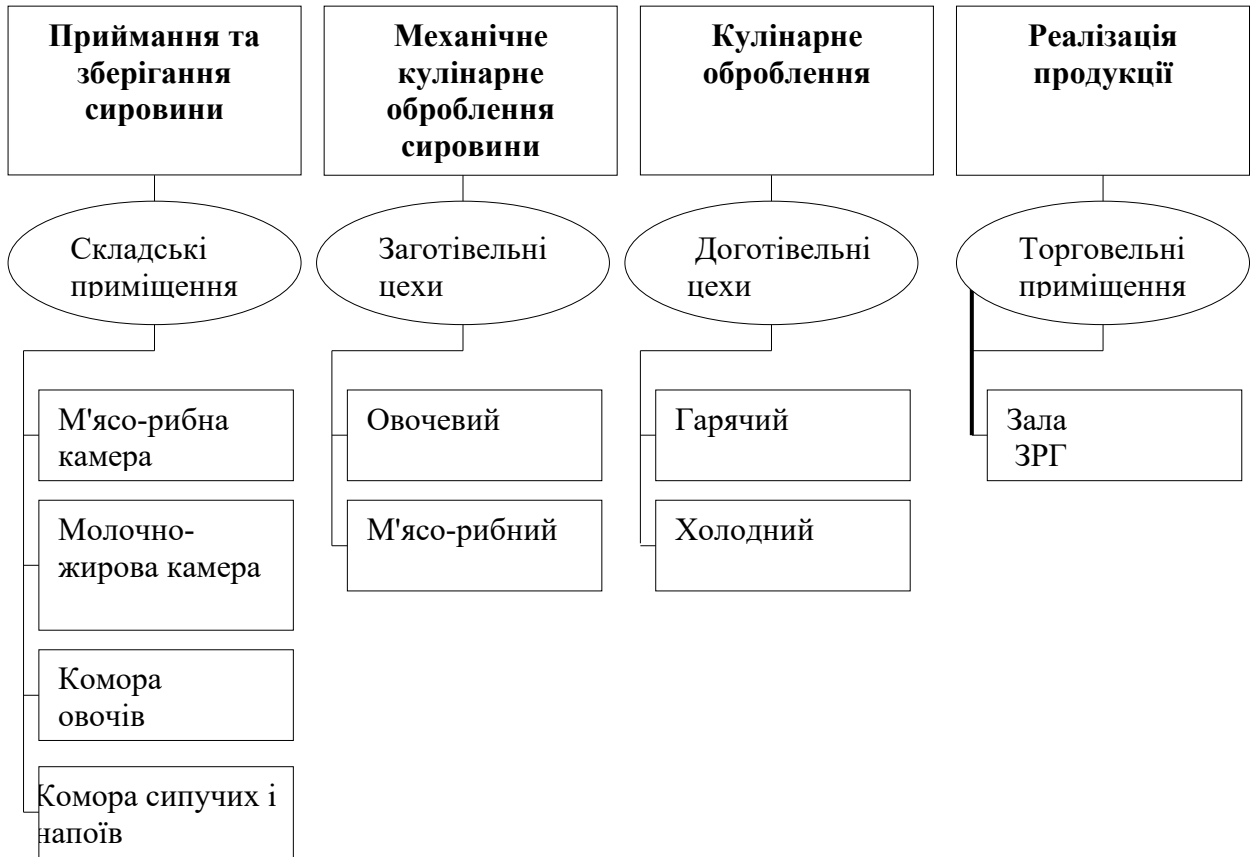 Приймання та
зберігання
сировини
Механічне
кулінарне
оброблення
сировини
Кулінарне
оброблення
Реалізація
продукції
Складські
приміщення
Заготівельні
цехи
Доготівельні
цехи
Торговельні
приміщення
М'ясо-рибна
камера
Молочно-
жирова камера
Комора
овочів
Комора сипучих і
напоїв
Овочевий
М'ясо-рибний
Гарячий
Холодний
Зала
ЗРГ